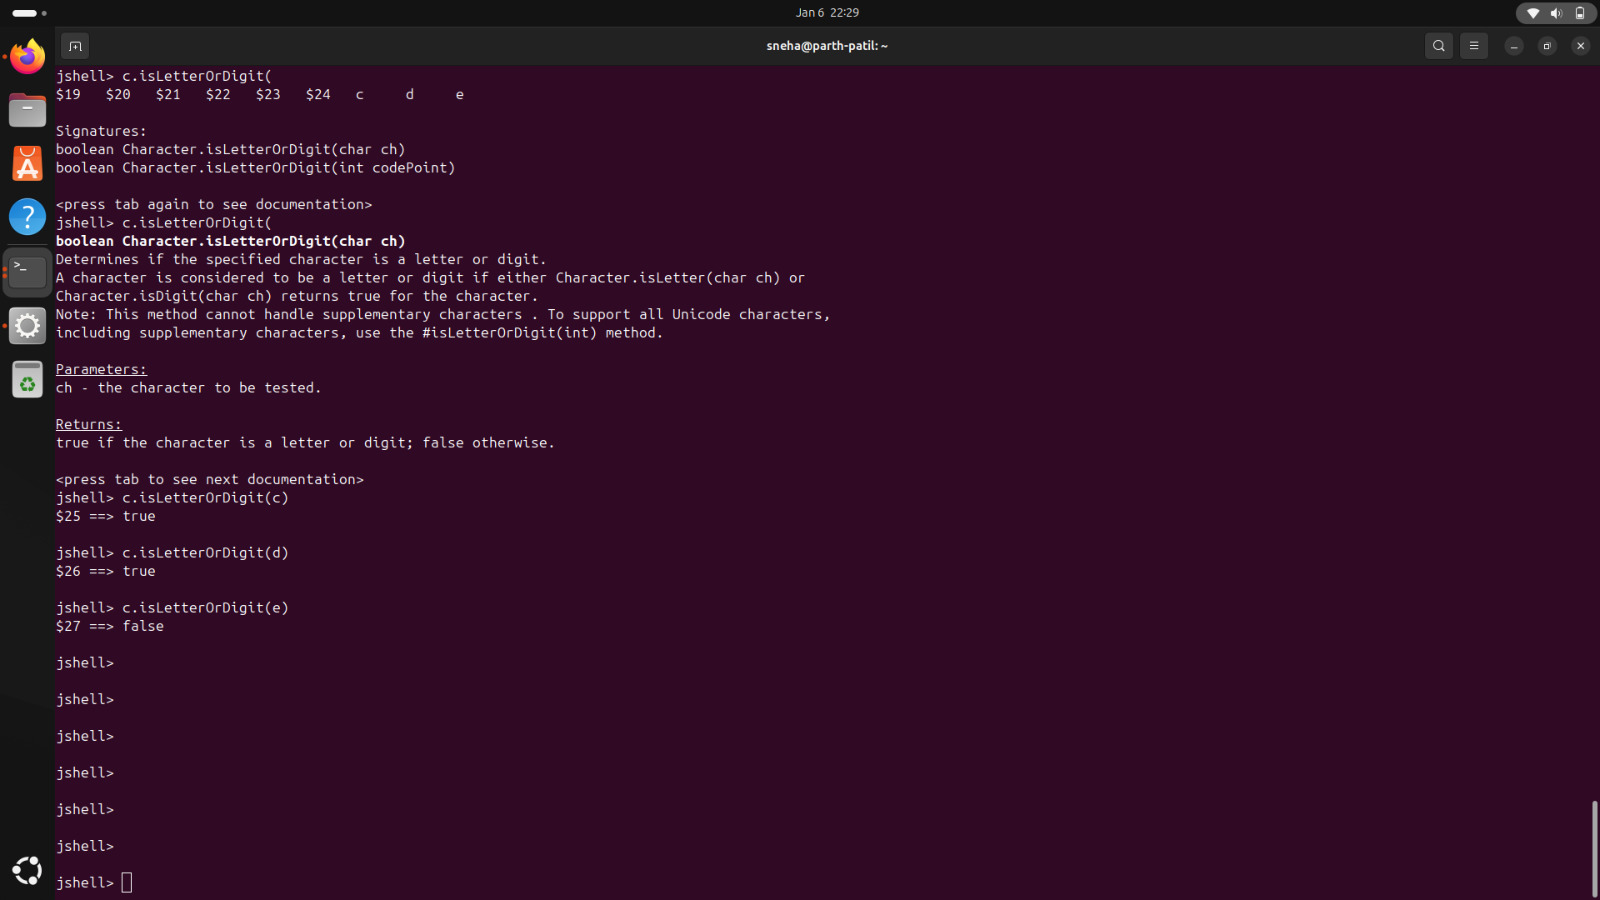 Jan 6 22:29
sneha@parth-patil: ~
jshell> c.isLetterOrDigit(
$19 $20 $21 $22 $23 $24 c d e
Signatures:
boolean Character.isLetterOrDigit(char ch)
boolean Character.isLetterOrDigit(int codePoint)
<press tab again to see documentation>
jshell> c.isLetterOrDigit(
boolean Character.isLetterOrDigit(char ch)
Determines if the specified character is a letter or digit.
A character is considered to be a letter or digit if either Character.isLetter(char ch) or
Character.isDigit(char ch) returns true for the character.
Note: This method cannot handle supplementary characters . To support all Unicode characters,
including supplementary characters, use the #isLetterOrDigit(int) method.
Parameters:
ch - the character to be tested.
Returns:
true if the character is a letter or digit; false otherwise.
<press tab to see next documentation>
jshell> c.isLetterOrDigit(c)
$25 ==> true
jshell> c.isLetterOrDigit(d)
$26 ==> true
jshell> c.isLetterOrDigit(e)
$27 ==> false
jshell>
jshell>
jshell>
jshell>
jshell>
jshell>
jshell>